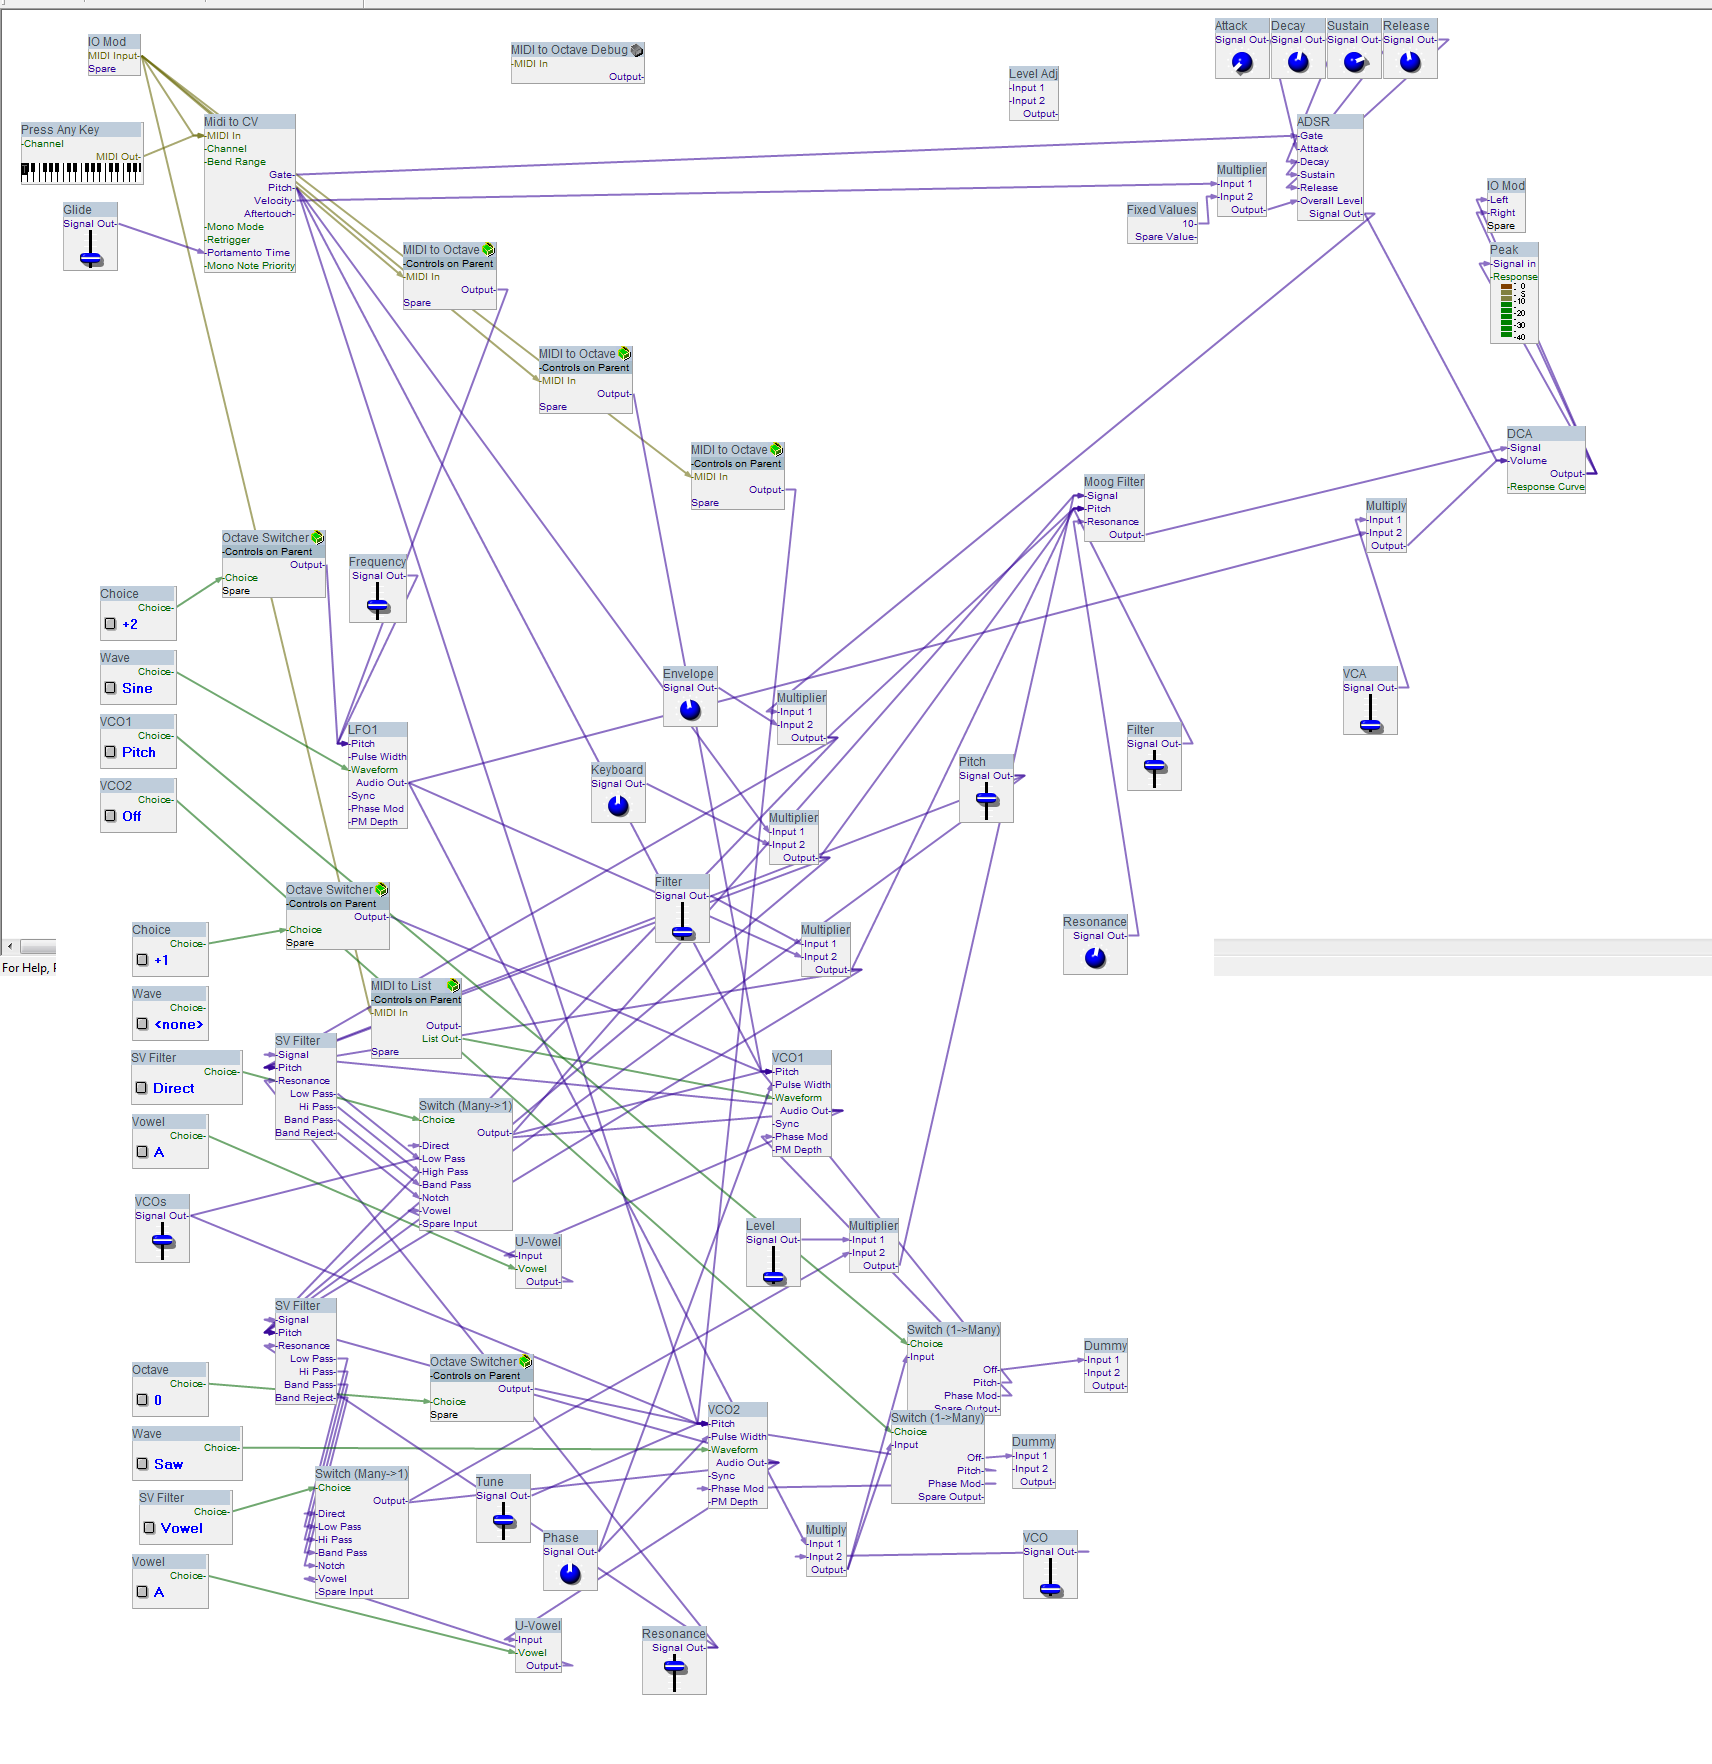 IO Mod
MIDI Input-
Spare
MIDI to Octave Debug
-MIDI In
Output-
Level Adj
-Input 1
-Input 2
Output-
Attack
Signal Out-
Decay
Signal Out-
Sustain
Signal Out-
Release
Signal Out-
Press Any Key
-Channel
MIDI Out-
Midi to CV
-MIDI In
-Channel
-Bend Range
Gate-
Pitch-
Velocity-
Aftertouch-
-Mono Mode
-Retrigger
-Portamento Time
-Mono Note Priority
Glide
Signal Out-
ADSR
-Gate
-Attack
-Decay
-Sustain
-Release
-Overall Level
Signal Out-
Multiplier
-Input 1
-Input 2
Output-
Fixed Values
10-
Spare Value-
IO Mod
-Left
-Right
Spare
Peak
-Signal in
-Response
0
-5
-10
-20
-30
-40
MIDI to Octave
-Controls on Parent
-MIDI In
Output-
Spare
MIDI to Octave
-Controls on Parent
-MIDI In
Output-
Spare
MIDI to Octave
-Controls on Parent
-MIDI In
Output-
Spare
DCA
-Signal
-Volume
Output-
-Response Curve
Moog Filter
-Signal
-Pitch
-Resonance
Output-
Multiply
-Input 1
-Input 2
Output-
Octave Switcher
-Controls on Parent
Output-
-Choice
Spare
Frequency
Signal Out-
Choice
Choice-
+2
Wave
Choice-
Sine
VCO1
Choice-
Pitch
VCO2
Choice-
Off
LFO1
-Pitch
-Pulse Width
-Waveform
Audio Out-
-Sync
-Phase Mod
-PM Depth
Envelope
Signal Out-
Multiplier
-Input 1
-Input 2
Output-
VCA
Signal Out-
Filter
Signal Out-
Pitch
Signal Out-
Keyboard
Signal Out-
Multiplier
-Input 1
-Input 2
Output-
Filter
Signal Out-
Multiplier
-Input 1
-Input 2
Output-
Resonance
Signal Out-
Octave Switcher
-Controls on Parent
Output-
-Choice
Spare
Choice
Choice-
+1
For Help, F
Wave
Choice-
<none>
SV Filter
Choice-
Direct
Vowel
Choice-
A
MIDI to List
-Controls on Parent
-MIDI In
Output-
List Out-
Spare
SV Filter
-Signal
-Pitch
-Resonance
Low Pass-
Hi Pass-
Band Pass-
Band Reject-
Switch (Many->1)
-Choice
Output-
-Direct
-Low Pass
-High Pass
-Band Pass
-Notch
-Vowel
-Spare Input
VCO1
-Pitch
-Pulse Width
-Waveform
Audio Out-
-Sync
-Phase Mod
-PM Depth
VCOs
Signal Out-
U-Vowel
-Input
-Vowel
Output-
Level
Signal Out-
Multiplier
-Input 1
-Input 2
Output-
SV Filter
-Signal
-Pitch
-Resonance
Low Pass-
Hi Pass-
Band Pass-
Band Reject-
Switch (1->Many)
-Choice
-Input
Off-
Pitch-
Phase Mod-
Spare Output-
Dummy
-Input 1
-Input 2
Output-
Octave
Choice-
0
Octave Switcher
-Controls on Parent
Output-
-Choice
Spare
VCO2
-Pitch
-Pulse Width
-Waveform
Audio Out-
-Sync
-Phase Mod
-PM Depth
Switch (1->Many)
-Choice
-Input
Off-
Pitch-
Phase Mod-
Spare Output-
Dummy
-Input 1
-Input 2
Output-
Wave
Choice-
Saw
SV Filter
Choice-
Vowel
Vowel
Choice-
A
Switch (Many->1)
-Choice
Output-
-Direct
-Low Pass
-Hi Pass
-Band Pass
-Notch
-Vowel
-Spare Input
Tune
Signal Out-
Phase
Signal Out-
Multiply
-Input 1
-Input 2
Output-
VCO
Signal Out-
U-Vowel
-Input
-Vowel
Output-
Resonance
Signal Out-